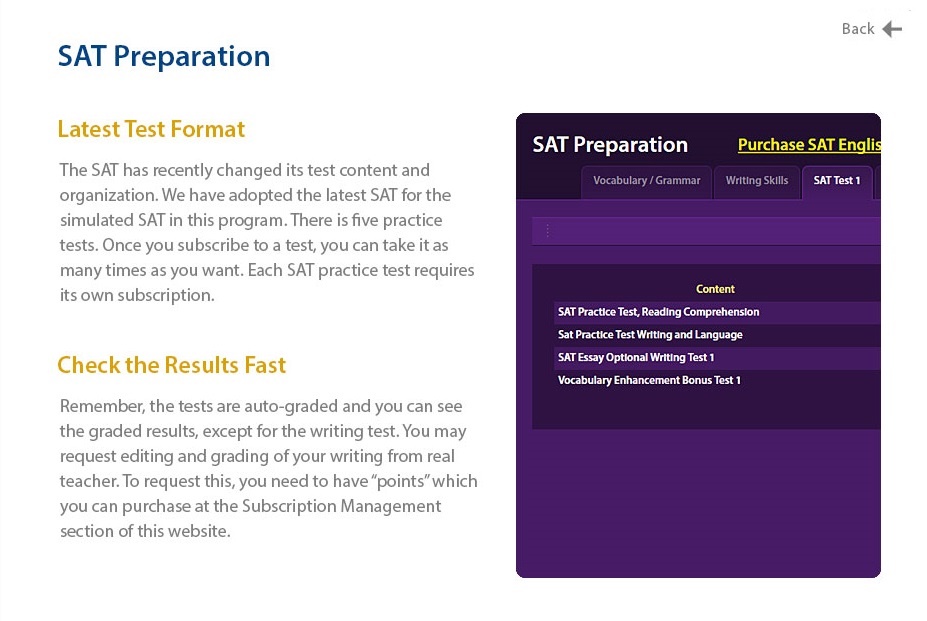 Back
SAT Preparation
Latest Test Format
The SAT has recently changed its test content and
organization. We have adopted the latest SAT for the
simulated SAT in this program. There is five practice
tests. Once you subscribe to a test, you can take it as
many times as you want. Each SAT practice test requires
its own subscription.
Check the Results Fast
Remember, the tests are auto-graded and you can see
the graded results, except for the writing test. You may
request editing and grading of your writing from real
teacher. To request this, you need to have “points” which
you can purchase at the Subscription Management
section of this website.
SAT Preparation Purchase SAT Englis
Vocabulary / Grammar Writing Skills SAT Test 1
Content
SAT Practice Test, Reading Comprehension
Sat Practice Test Writing and Language
SAT Essay Optional Writing Test 1
Vocabulary Enhancement Bonus Test 1